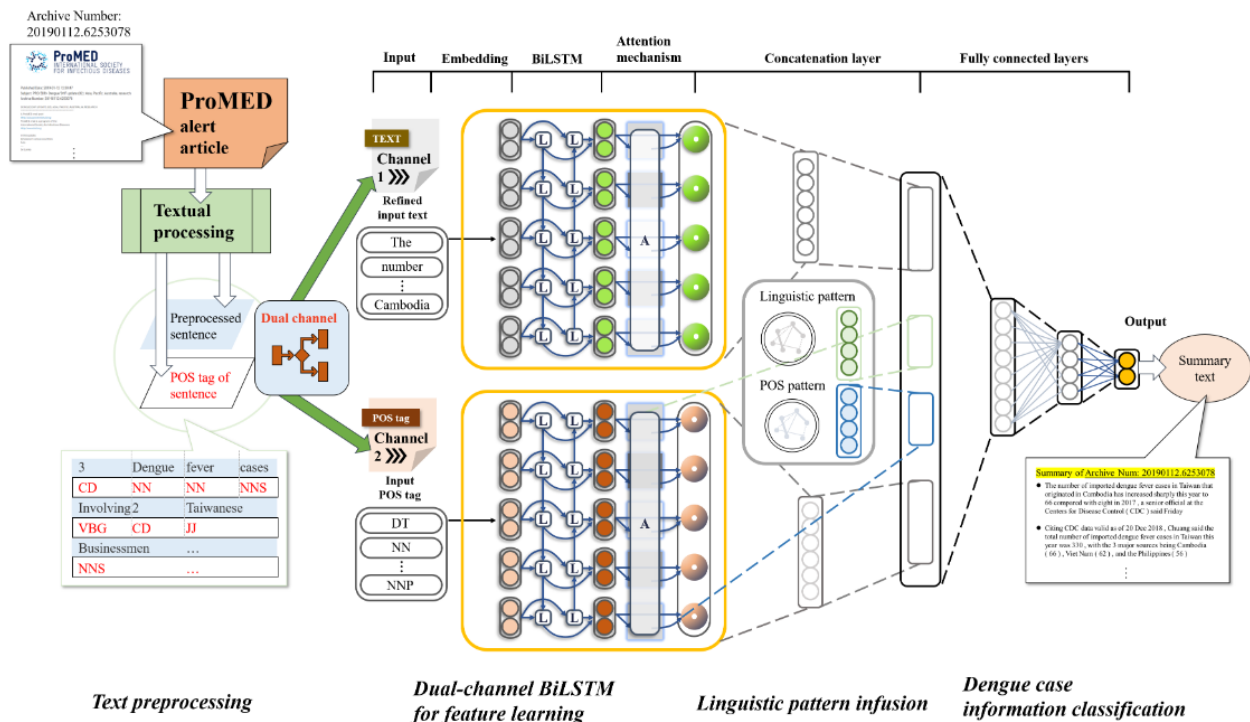 Archive Number:
20190112.6253078
ProMED
INTERNATIONAL SOCIETY
FOR INFECTIOUS DISEASES
ProMED
alert
article
Textual
processing
Preprocessed
sentence
POS tag of
sentence
Dual channel
3 Dengue fever cases
CD NN NN NNS
Involving 2 Taiwanese
VBG CD JJ
Businessmen ...
NNS ...
Input
Embedding
BiLSTM
Attention
mechanism
Concatenation layer
Fully connected layers
TEXT
Channel
1
Refined
input text
The
number
⋮
Cambodia
L L
L L
L L
L L
L L
A
POS tag
Channel
2
Input
POS tag
DT
NN
⋮
NNP
L L
L L
L L
L L
L L
A
Linguistic pattern
POS pattern
Output
Summary
text
Summary of Archive Num: 20190112.6253078
● The number of imported dengue fever cases in Taiwan that
originated in Cambodia has increased sharply this year to
66 compared with eight in 2017 , a senior official at the
Centers for Disease Control ( CDC ) said Friday
● Citing CDC data valid as of 20 Dec 2018 , Chuang said the
total number of imported dengue fever cases in Taiwan this
year was 330 , with the 3 major sources being Cambodia
( 66 ) , Viet Nam ( 62 ) , and the Philippines ( 56 )
⋮
Text preprocessing
Dual-channel BiLSTM
for feature learning
Linguistic pattern infusion
Dengue case
information classification